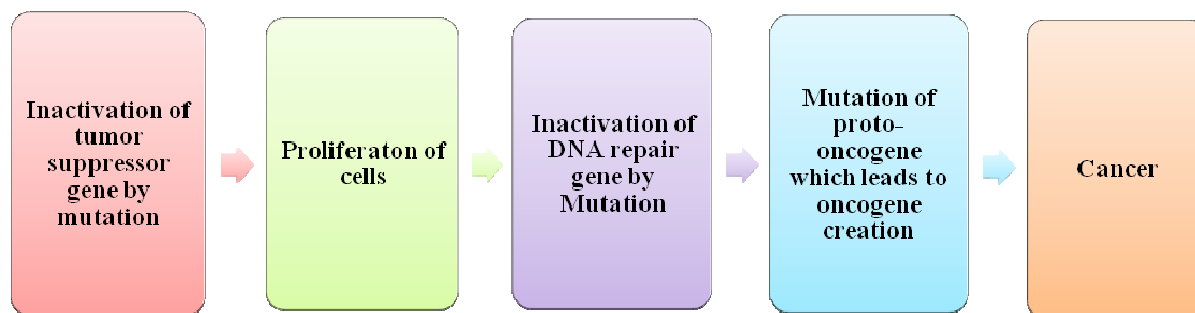 Inactivation of
tumor
suppressor
gene by
mutation
Proliferaton of
cells
Inactivation of
DNA repair
gene by
Mutation
Mutation of
proto-
oncogene
which leads to
oncogene
creation
Cancer